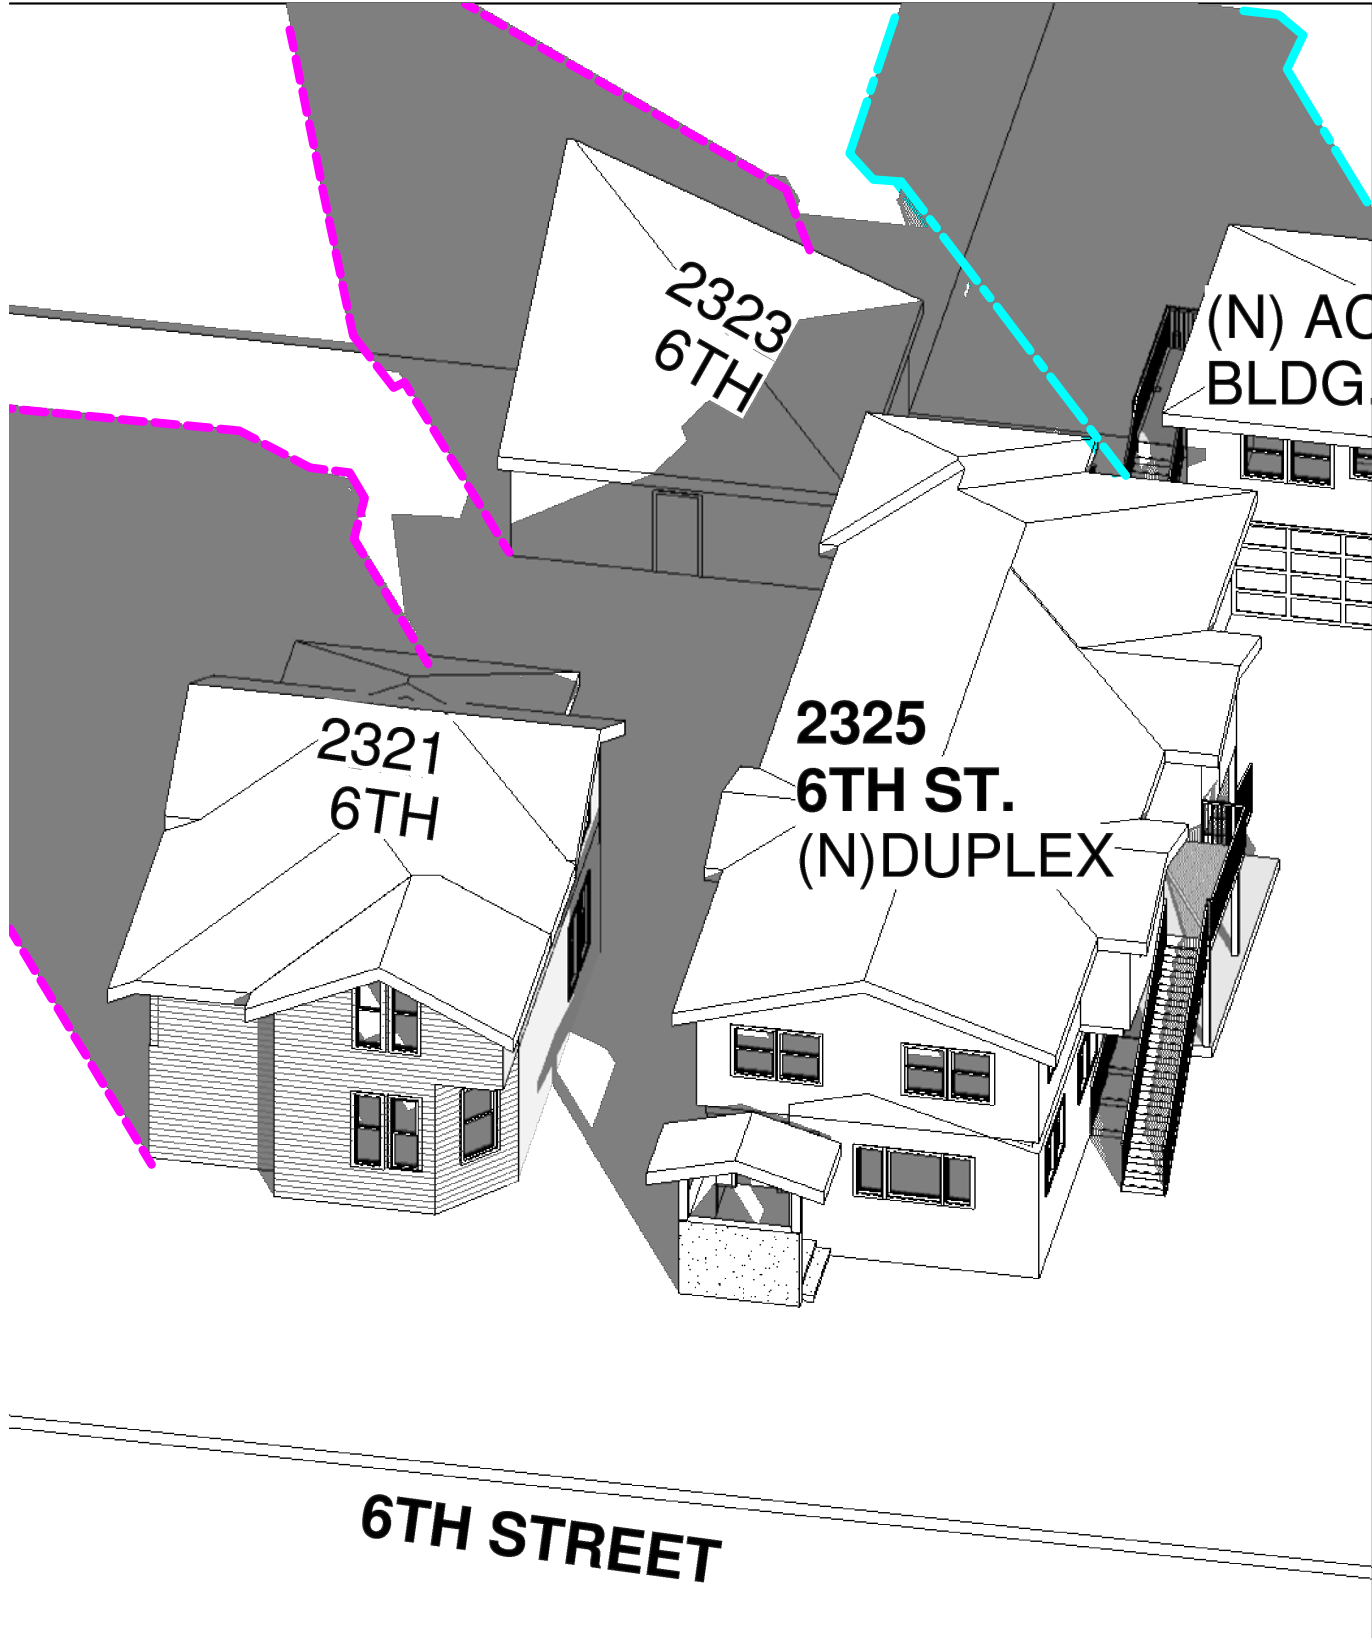 2323
6TH
(N) AC
BLDG.
2321
6TH
2325
6TH ST.
(N)DUPLEX
6TH STREET